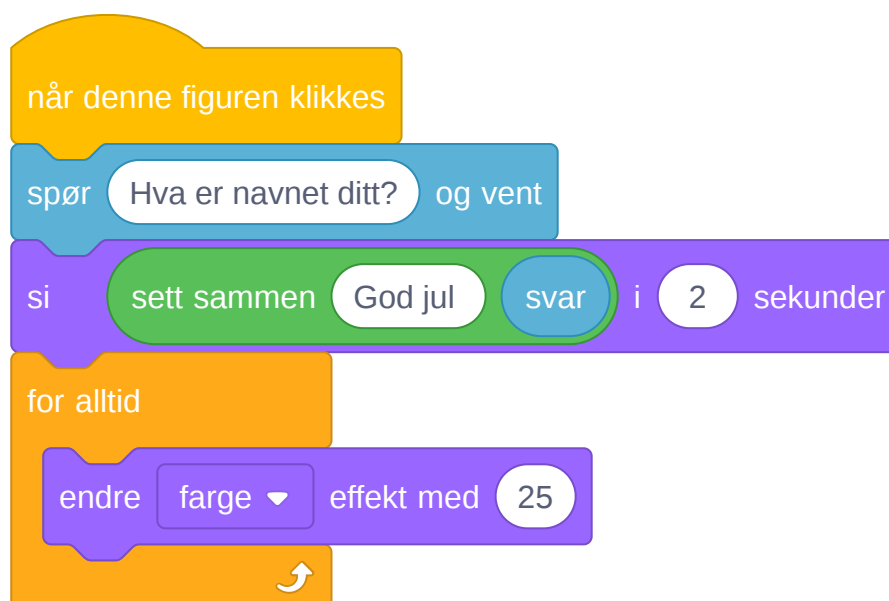 når denne figuren klikkes
spør Hva er navnet ditt? og vent
si sett sammen God jul svar i 2 sekunder
for alltid
endre farge effekt med 25